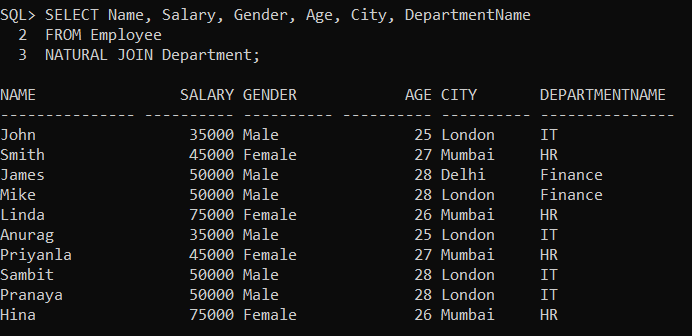 SQL> SELECT Name, Salary, Gender, Age, City, DepartmentName
  2  FROM Employee
  3  NATURAL JOIN Department;

NAME                SALARY GENDER            AGE CITY       DEPARTMENTNAME
--------------- ---------- ---------- ---------- ---------- ---------------
John                 35000 Male               25 London     IT
Smith                45000 Female             27 Mumbai     HR
James                50000 Male               28 Delhi      Finance
Mike                 50000 Male               28 London     Finance
Linda                75000 Female             26 Mumbai     HR
Anurag               35000 Male               25 London     IT
Priyanla             45000 Female             27 Mumbai     HR
Sambit               50000 Male               28 London     IT
Pranaya              50000 Male               28 London     IT
Hina                 75000 Female             26 Mumbai     HR